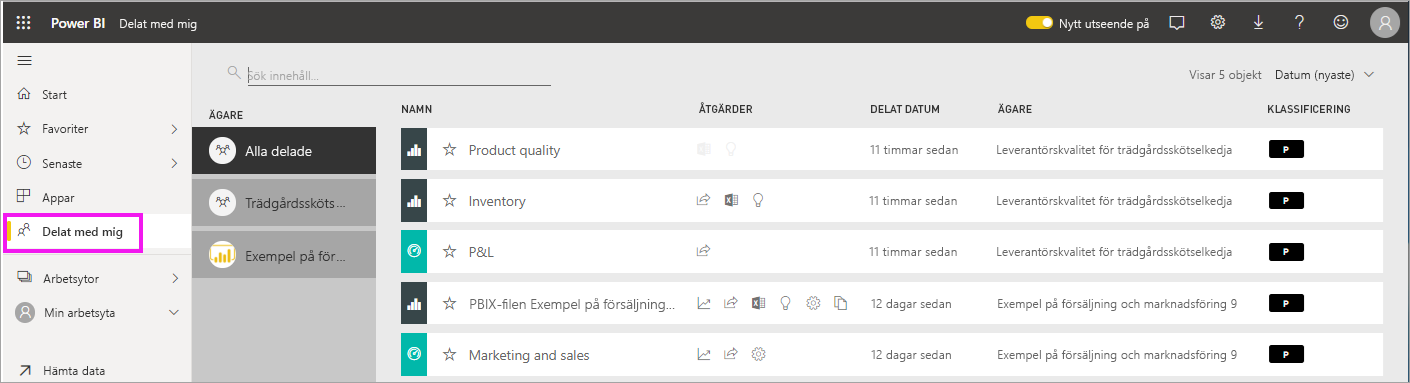 Power BI Delat med mig Nytt utseende på ?
Sök innehåll...
Visar 5 objekt Datum (nyaste)
Start
Favoriter
Senaste
Appar
Delat med mig
Arbetsytor
Min arbetsyta
Hämta data
ÄGARE
Alla delade
Trädgårdssköts...
Exempel på för...
NAMN ÅTGÄRDER DELAT DATUM ÄGARE KLASSIFICERING
Product quality 11 timmar sedan Leverantörskvalitet för trädgårdsskötselkedja P
Inventory 11 timmar sedan Leverantörskvalitet för trädgårdsskötselkedja P
P&L 11 timmar sedan Leverantörskvalitet för trädgårdsskötselkedja P
PBIX-filen Exempel på försäljning... 12 dagar sedan Exempel på försäljning och marknadsföring 9 P
Marketing and sales 12 dagar sedan Exempel på försäljning och marknadsföring 9 P